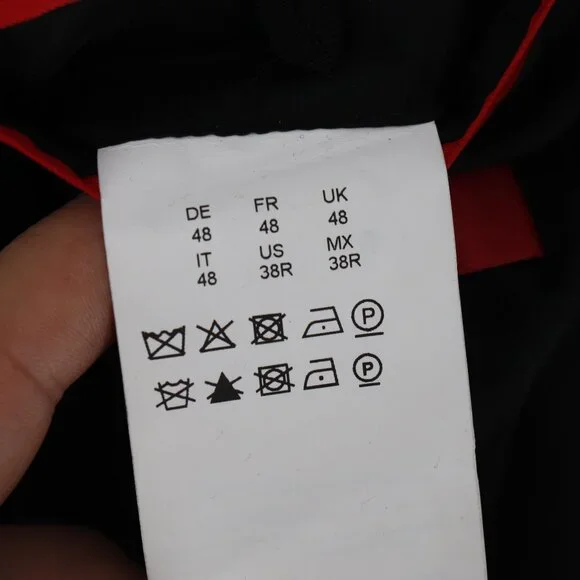 DE FR UK
48 48 48
IT US MX
48 38R 38R
P
P